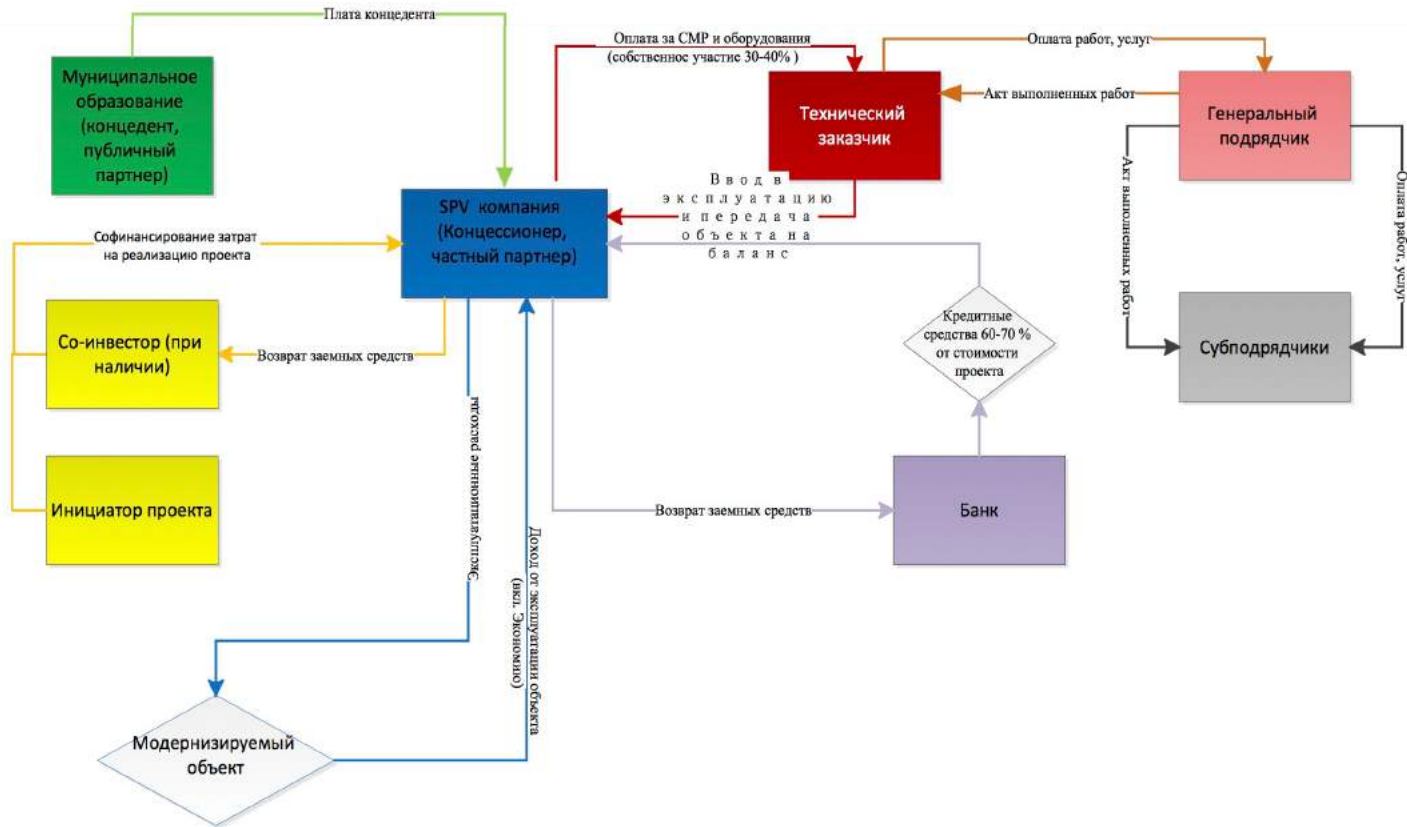 Плата концедента
Муниципальное
образование
(концедент,
публичный
партнер)
Оплата за СМР и оборудования
(собственное участие 30-40% )
Оплата работ, услуг
Технический
заказчик
Акт выполненных работ
Генеральный
подрядчик
SPV компания
(Концессионер,
частный партнер)
Ввод в
эксплуатацию
и передача
объекта на
баланс
Акт выполненных работ
Оплата работ, услуг
Софинансирование затрат
на реализацию проекта
Со-инвестор (при
наличии)
Возврат заемных средств
Кредитные
средства 60-70 %
от стоимости
проекта
Субподрядчики
Эксплуатационные расходы
Инициатор проекта
Возврат заемных средств
Банк
Доход от эксплуатации объекта
(вкл. Экономию)
Модернизируемый
объект